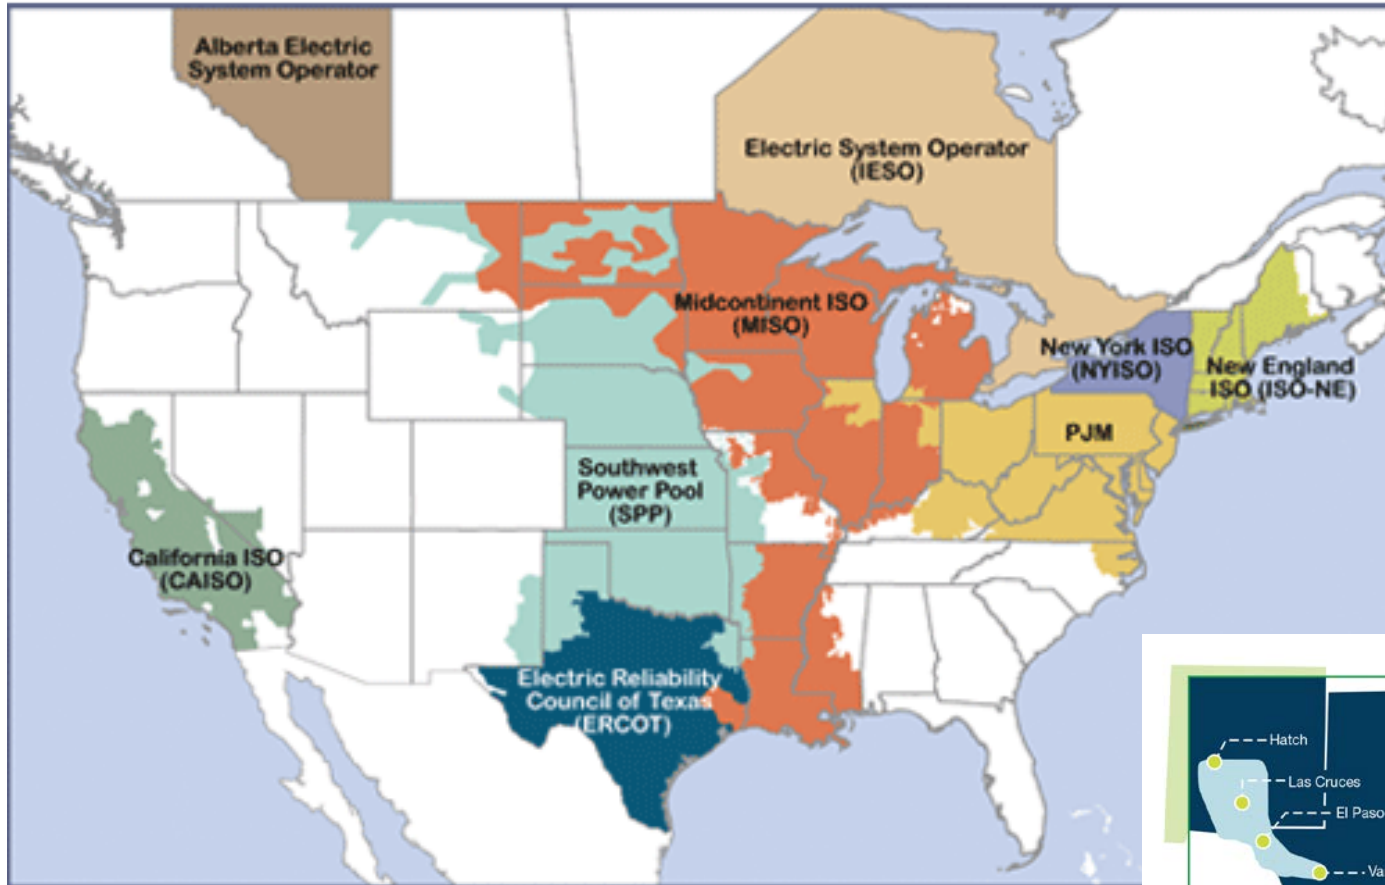 Alberta Electric
System Operator
Electric System Operator
(IESO)
Midcontinent ISO
(MISO)
New York ISO
(NYISO)
New England
ISO (ISO-NE)
PJM
Southwest
Power Pool
(SPP)
California ISO
(CAISO)
Electric Reliability
Council of Texas
(ERCOT)
Hatch
Las Cruces
El Paso
Va